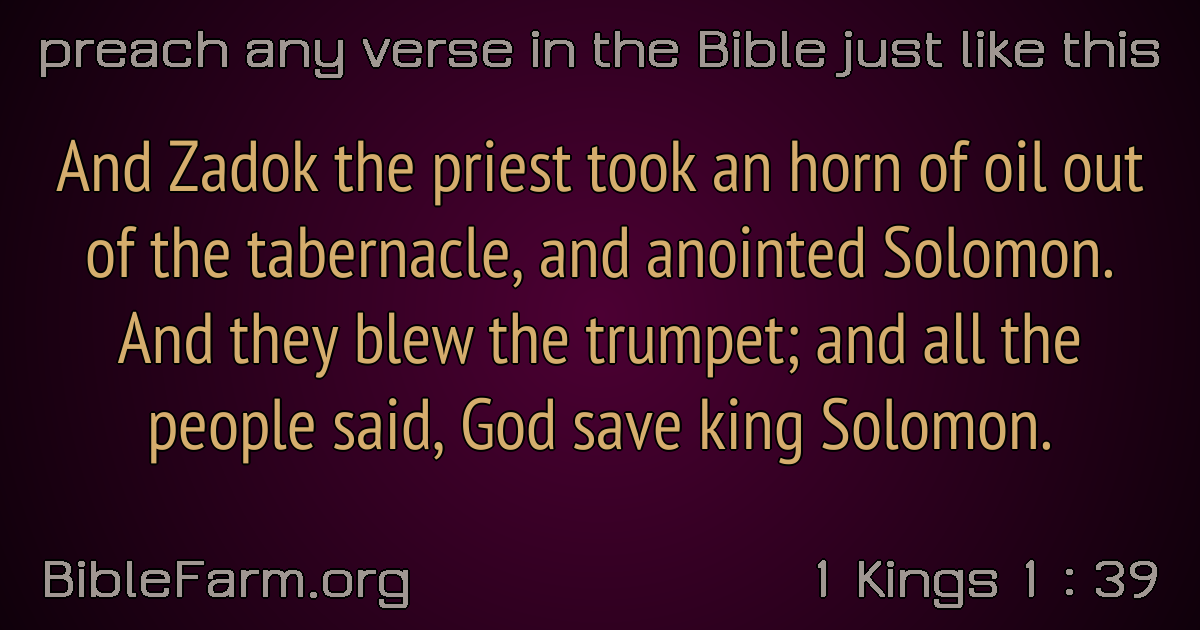 preach any verse in the Bible just like this
And Zadok the priest took an horn of oil out
of the tabernacle, and anointed Solomon.
And they blew the trumpet; and all the
people said, God save king Solomon.
BibleFarm.org
1 Kings 1 : 39